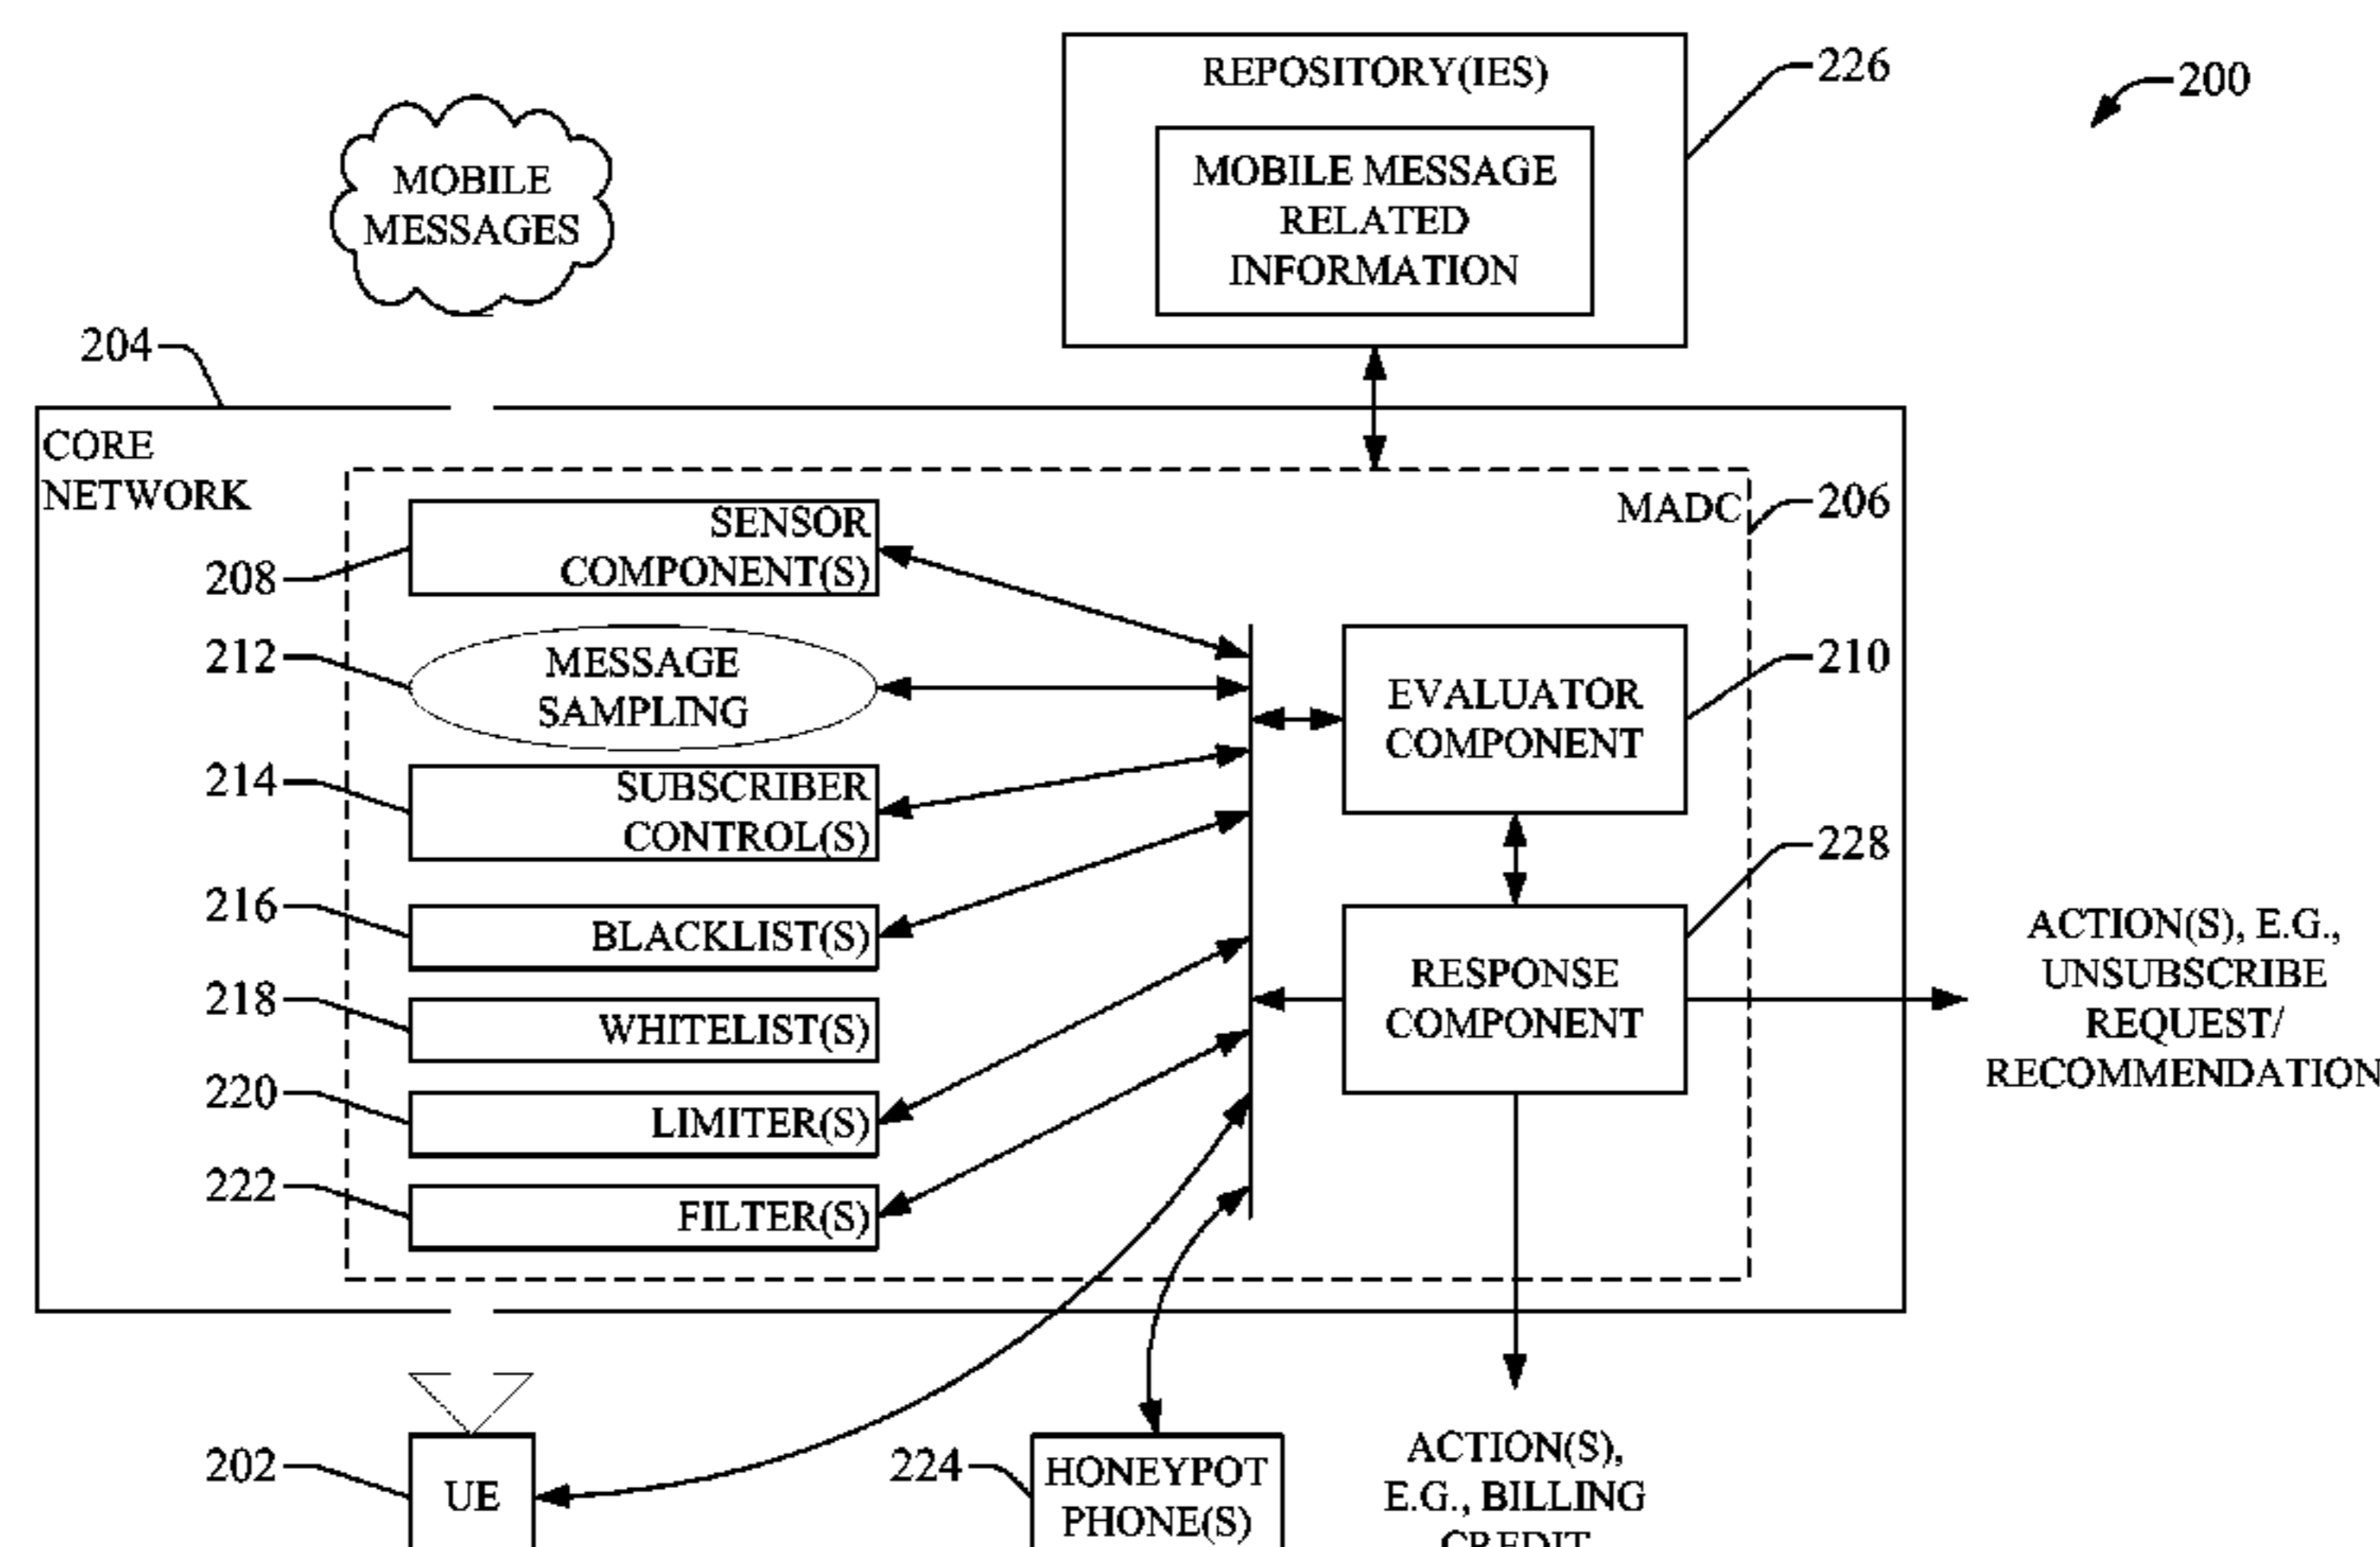 REPOSITORY(IES)
226
200
MOBILE
MESSAGES
MOBILE MESSAGE
RELATED
INFORMATION
204
CORE
NETWORK
MADC
206
SENSOR
COMPONENT(S)
208
212
MESSAGE
SAMPLING
EVALUATOR
COMPONENT
210
214
SUBSCRIBER
CONTROL(S)
228
216
BLACKLIST(S)
RESPONSE
COMPONENT
ACTION(S), E.G.,
UNSUBSCRIBE
REQUEST/
RECOMMENDATION
218
WHITELIST(S)
220
LIMITER(S)
222
FILTER(S)
202
UE
224
HONEYPOT
PHONE(S)
ACTION(S),
E.G., BILLING
CREDIT